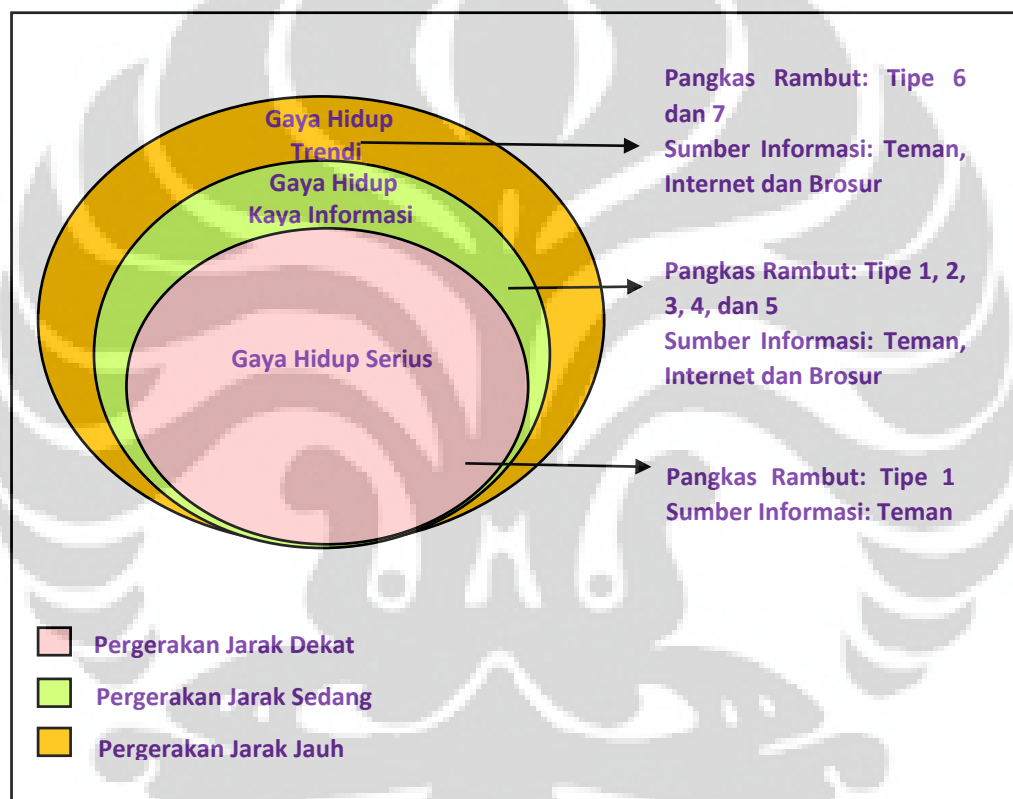 Gaya Hidup
Trendi
Gaya Hidup
Kaya Informasi
Gaya Hidup Serius
Pangkas Rambut: Tipe 6
dan 7
Sumber Informasi: Teman,
Internet dan Brosur
Pangkas Rambut: Tipe 1, 2,
3, 4, dan 5
Sumber Informasi: Teman,
Internet dan Brosur
Pangkas Rambut: Tipe 1
Sumber Informasi: Teman
Pergerakan Jarak Dekat
Pergerakan Jarak Sedang
Pergerakan Jarak Jauh